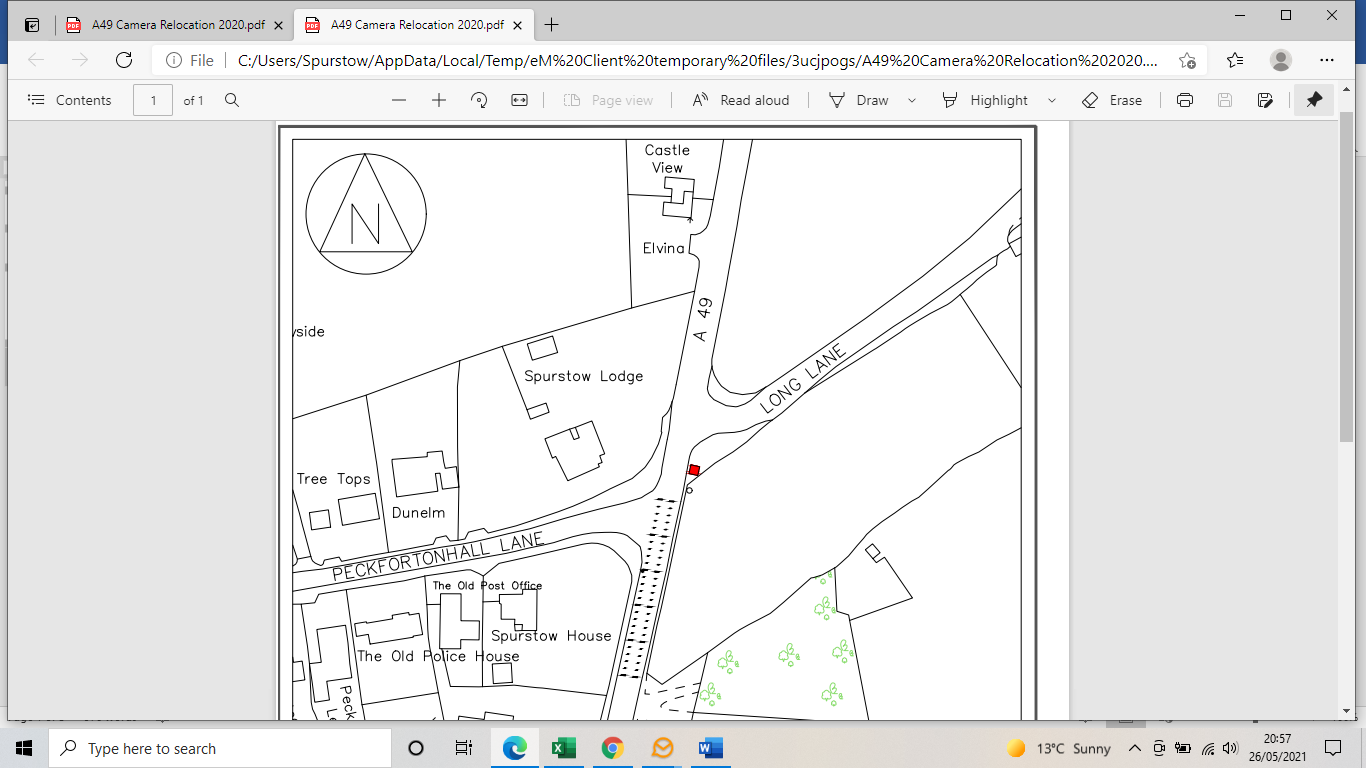 A49 Camera Relocation 2020.pdf
A49 Camera Relocation 2020.pdf
File
C:/Users/Spurstow/AppData/Local/Temp/eM%20Client%20temporary%20files/3ucjpogs/A49%20Camera%20Relocation%202020....
Contents
1
of 1
Page view
Read aloud
Draw
Highlight
Erase
Castle
View
N
Elvina
A 49
yside
LONG LANE
Spurstow Lodge
Tree Tops
Dunelm
PECKFORTONHALL LANE
The Old Post Office
Spurstow House
The Old Police House
Peck
Type here to search
13°C Sunny
20:57
26/05/2021